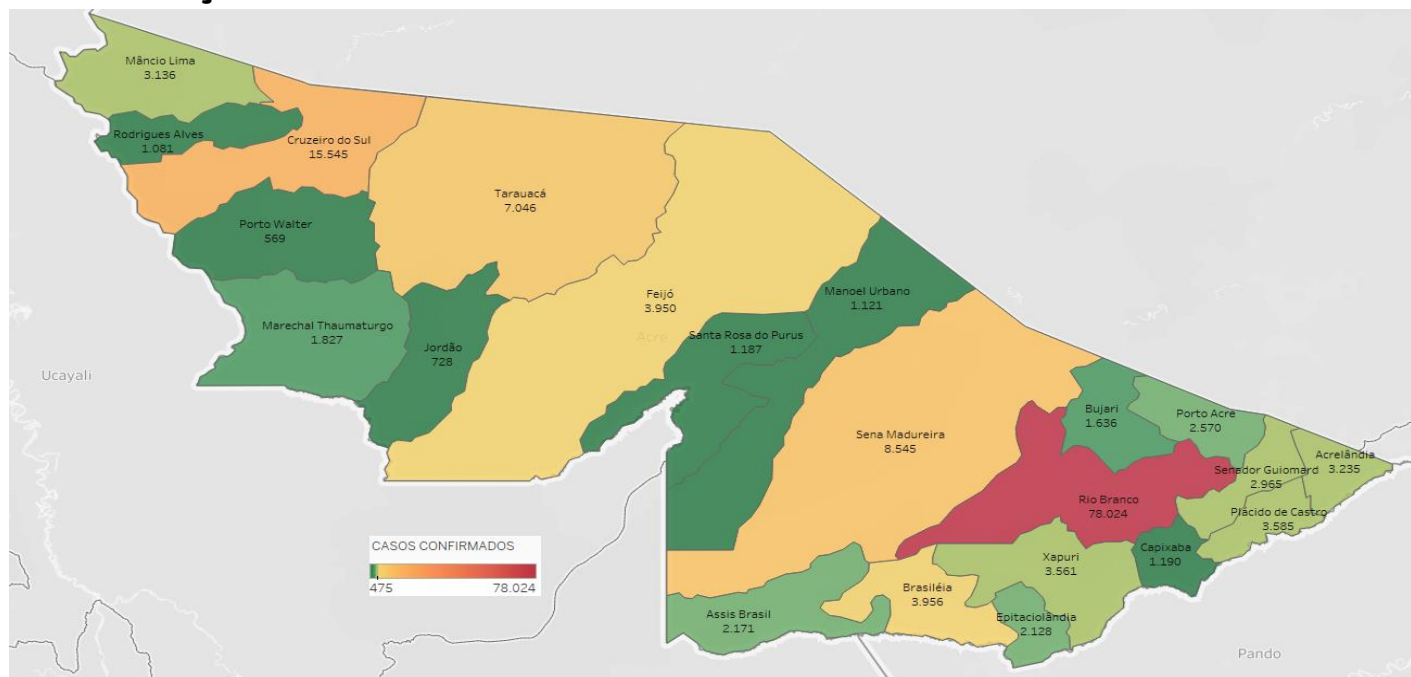 Mâncio Lima
3.136
Rodrigues Alves
1.081
Cruzeiro do Sul
15.545
Tarauacá
7.046
Porto Walter
569
Feijó
3.950
Manoel Urbano
1.121
Marechal Thaumaturgo
1.827
Jordão
728
Santa Rosa do Purus
1.187
Acre
Ucayali
Sena Madureira
8.545
Bujari
1.636
Porto Acre
2.570
Senador Guiomard
2.965
Acrelândia
3.235
Rio Branco
78.024
Plácido de Castro
3.585
Capixaba
1.190
Xapuri
3.561
Brasiléia
3.956
Assis Brasil
2.171
Epitaciolândia
2.128
CASOS CONFIRMADOS
475 78.024
Pando